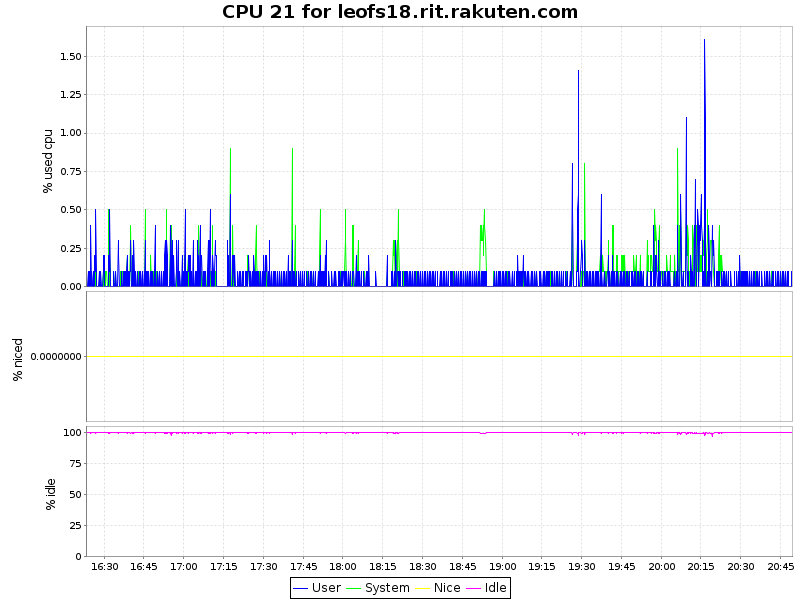 CPU 21 for leofs18.rit.rakuten.com
% used cpu
1.50
1.25
1.00
0.75
0.50
0.25
0.00
% niced
0.0000000
% idle
100
75
50
25
0
16:30 16:45 17:00 17:15 17:30 17:45 18:00 18:15 18:30 18:45 19:00 19:15 19:30 19:45 20:00 20:15 20:30 20:45
User System Nice Idle